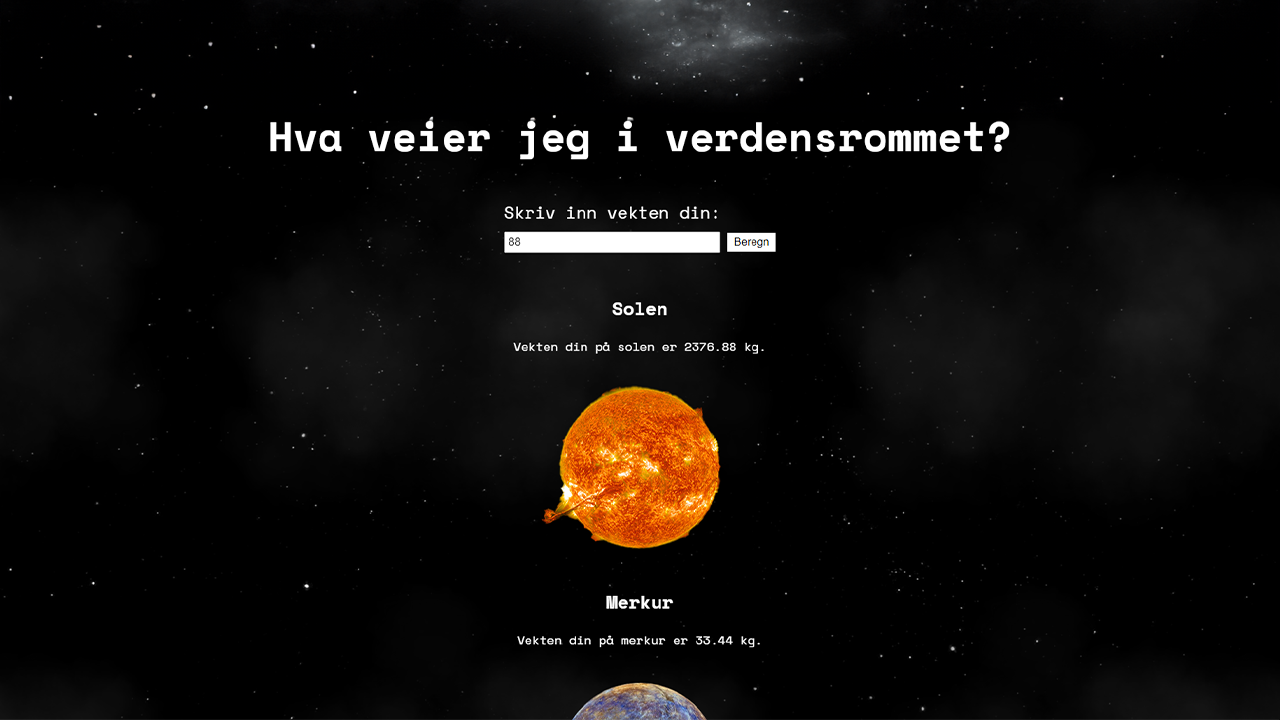 Hva veier jeg i verdensrommet?
Skriv inn vekten din:
88 Beregn
Solen
Vekten din på solen er 2376.88 kg.
Merkur
Vekten din på merkur er 33.44 kg.